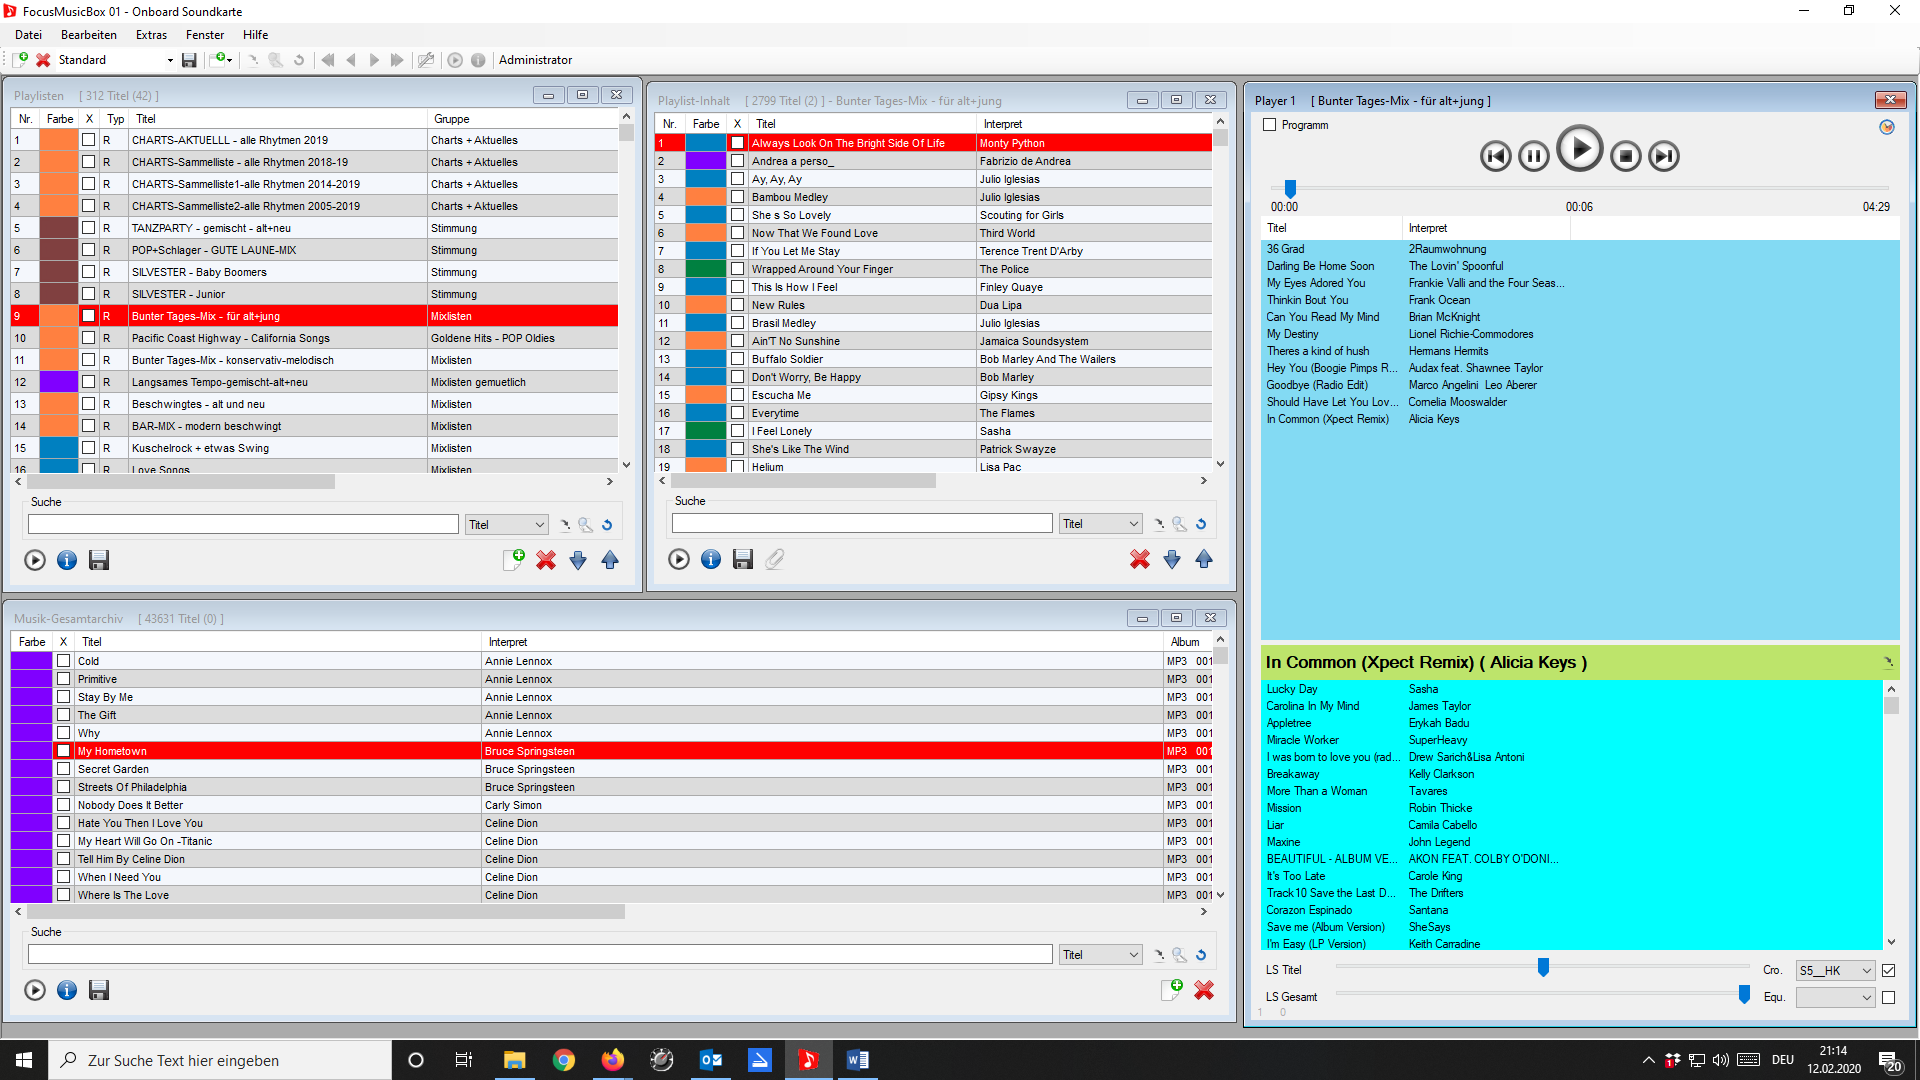 FocusMusicBox 01 - Onboard Soundkarte
Datei Bearbeiten Extras Fenster Hilfe
Standard Administrator
Playlisten [ 312 Titel (42) ]
Nr. Farbe X Typ Titel Gruppe
1 R CHARTS-AKTUELLL - alle Rhytmen 2019 Charts + Aktuelles
2 R CHARTS-Sammelliste - alle Rhytmen 2018-19 Charts + Aktuelles
3 R CHARTS-Sammelliste1-alle Rhytmen 2014-2019 Charts + Aktuelles
4 R CHARTS-Sammelliste2-alle Rhytmen 2005-2019 Charts + Aktuelles
5 R TANZPARTY - gemischt - alt+neu Stimmung
6 R POP+Schlager - GUTE LAUNE-MIX Stimmung
7 R SILVESTER - Baby Boomers Stimmung
8 R SILVESTER - Junior Stimmung
9 R Bunter Tages-Mix - für alt+jung Mixlisten
10 R Pacific Coast Highway - California Songs Goldene Hits - POP Oldies
11 R Bunter Tages-Mix - konservativ-melodisch Mixlisten
12 R Langsames Tempo-gemischt-alt+neu Mixlisten gemuetlich
13 R Beschwingtes - alt und neu Mixlisten
14 R BAR-MIX - modern beschwingt Mixlisten
15 R Kuschelrock + etwas Swing Mixlisten
16 R Love Songs Mixlisten
Suche
Titel
Playlist-Inhalt [ 2799 Titel (2) ] - Bunter Tages-Mix - für alt+jung
Nr. Farbe X Titel Interpret
1 Always Look On The Bright Side Of Life Monty Python
2 Andrea a perso_ Fabrizio de Andrea
3 Ay, Ay, Ay Julio Iglesias
4 Bambou Medley Julio Iglesias
5 She s So Lovely Scouting for Girls
6 Now That We Found Love Third World
7 If You Let Me Stay Terence Trent D'Arby
8 Wrapped Around Your Finger The Police
9 This Is How I Feel Finley Quaye
10 New Rules Dua Lipa
11 Brasil Medley Julio Iglesias
12 Ain'T No Sunshine Jamaica Soundsystem
13 Buffalo Soldier Bob Marley And The Wailers
14 Don't Worry, Be Happy Bob Marley
15 Escucha Me Gipsy Kings
16 Everytime The Flames
17 I Feel Lonely Sasha
18 She's Like The Wind Patrick Swayze
19 Helium Lisa Pac
Suche
Titel
Musik-Gesamtarchiv [ 43631 Titel (0) ]
Farbe X Titel Interpret Album
Cold Annie Lennox MP3 001
Primitive Annie Lennox MP3 001
Stay By Me Annie Lennox MP3 001
The Gift Annie Lennox MP3 001
Why Annie Lennox MP3 001
My Hometown Bruce Springsteen MP3 001
Secret Garden Bruce Springsteen MP3 001
Streets Of Philadelphia Bruce Springsteen MP3 001
Nobody Does It Better Carly Simon MP3 001
Hate You Then I Love You Celine Dion MP3 001
My Heart Will Go On -Titanic Celine Dion MP3 001
Tell Him By Celine Dion Celine Dion MP3 001
When I Need You Celine Dion MP3 001
Where Is The Love Celine Dion MP3 001
Suche
Titel
Player 1 [ Bunter Tages-Mix - für alt+jung ]
Programm
00:00 00:06 04:29
Titel Interpret
36 Grad 2Raumwohnung
Darling Be Home Soon The Lovin' Spoonful
My Eyes Adored You Frankie Valli and the Four Seas...
Thinkin Bout You Frank Ocean
Can You Read My Mind Brian McKnight
My Destiny Lionel Richie-Commodores
Theres a kind of hush Hermans Hermits
Hey You (Boogie Pimps R... Audax feat. Shawnee Taylor
Goodbye (Radio Edit) Marco Angelini Leo Aberer
Should Have Let You Lov... Cornelia Mooswalder
In Common (Xpect Remix) Alicia Keys
In Common (Xpect Remix) ( Alicia Keys )
Lucky Day Sasha
Carolina In My Mind James Taylor
Appletree Erykah Badu
Miracle Worker SuperHeavy
I was born to love you (rad... Drew Sarich&Lisa Antoni
Breakaway Kelly Clarkson
More Than a Woman Tavares
Mission Robin Thicke
Liar Camila Cabello
Maxine John Legend
BEAUTIFUL - ALBUM VE... AKON FEAT. COLBY O'DONI...
It's Too Late Carole King
Track10 Save the Last D... The Drifters
Corazon Espinado Santana
Save me (Album Version) SheSays
I'm Easy (LP Version) Keith Carradine
LS Titel Cro. S5__HK
LS Gesamt Equ.
1 0
Zur Suche Text hier eingeben
DEU
21:14
12.02.2020
20